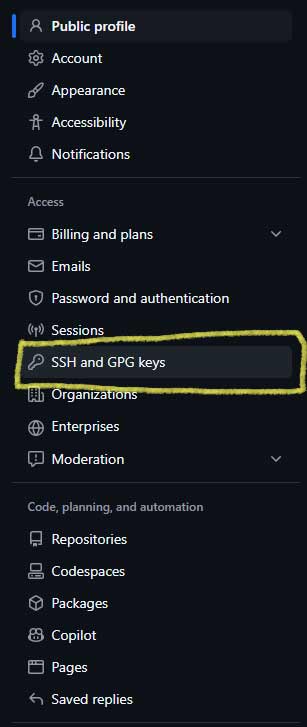 Public profile
Account
Appearance
Accessibility
Notifications
Access
Billing and plans
Emails
Password and authentication
Sessions
SSH and GPG keys
Organizations
Enterprises
Moderation
Code, planning, and automation
Repositories
Codespaces
Packages
Copilot
Pages
Saved replies